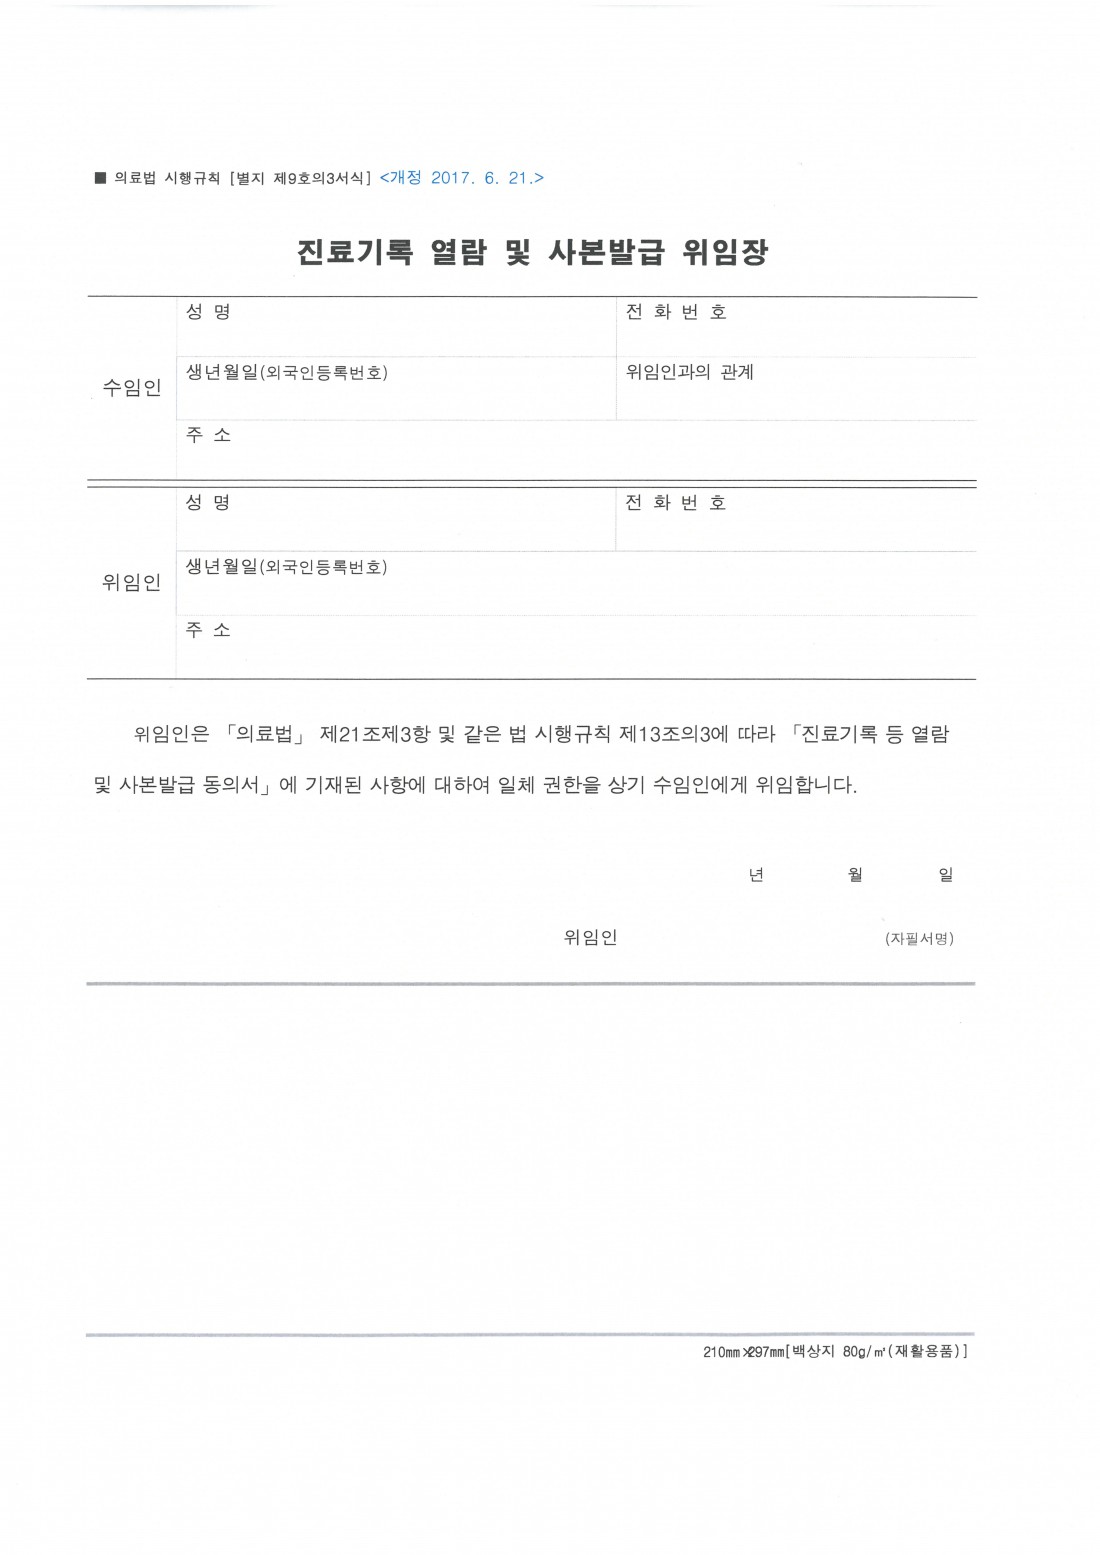 ■ 의료법 시행규칙 [별지 제9호의3서식] <개정 2017. 6. 21.>
진료기록 열람 및 사본발급 위임장
수임인
성 명
전 화 번 호
생년월일(외국인등록번호)
위임인과의 관계
주 소
위임인
성 명
전 화 번 호
생년월일(외국인등록번호)
주 소
위임인은 「의료법」 제21조제3항 및 같은 법 시행규칙 제13조의3에 따라 「진료기록 등 열람
및 사본발급 동의서」에 기재된 사항에 대하여 일체 권한을 상기 수임인에게 위임합니다.
년 월 일
위임인 (자필서명)
210㎜×297㎜[백상지 80g/㎡(재활용품)]